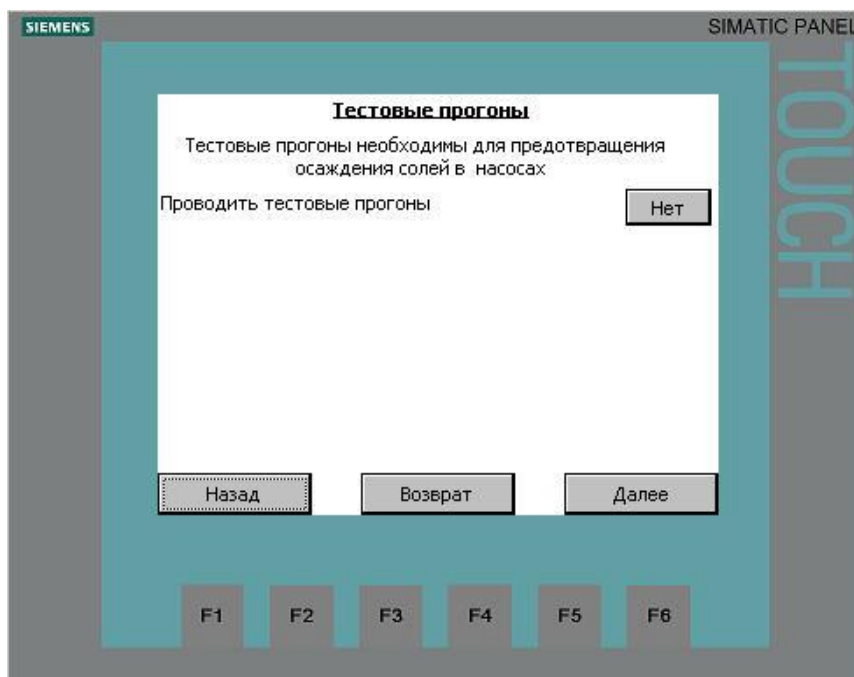 SIEMENS
SIMATIC PANEL
TOUCH
Тестовые прогоны
Тестовые прогоны необходимы для предотвращения
осаждения солей в насосах
Проводить тестовые прогоны
Нет
Назад
Возврат
Далее
F1
F2
F3
F4
F5
F6